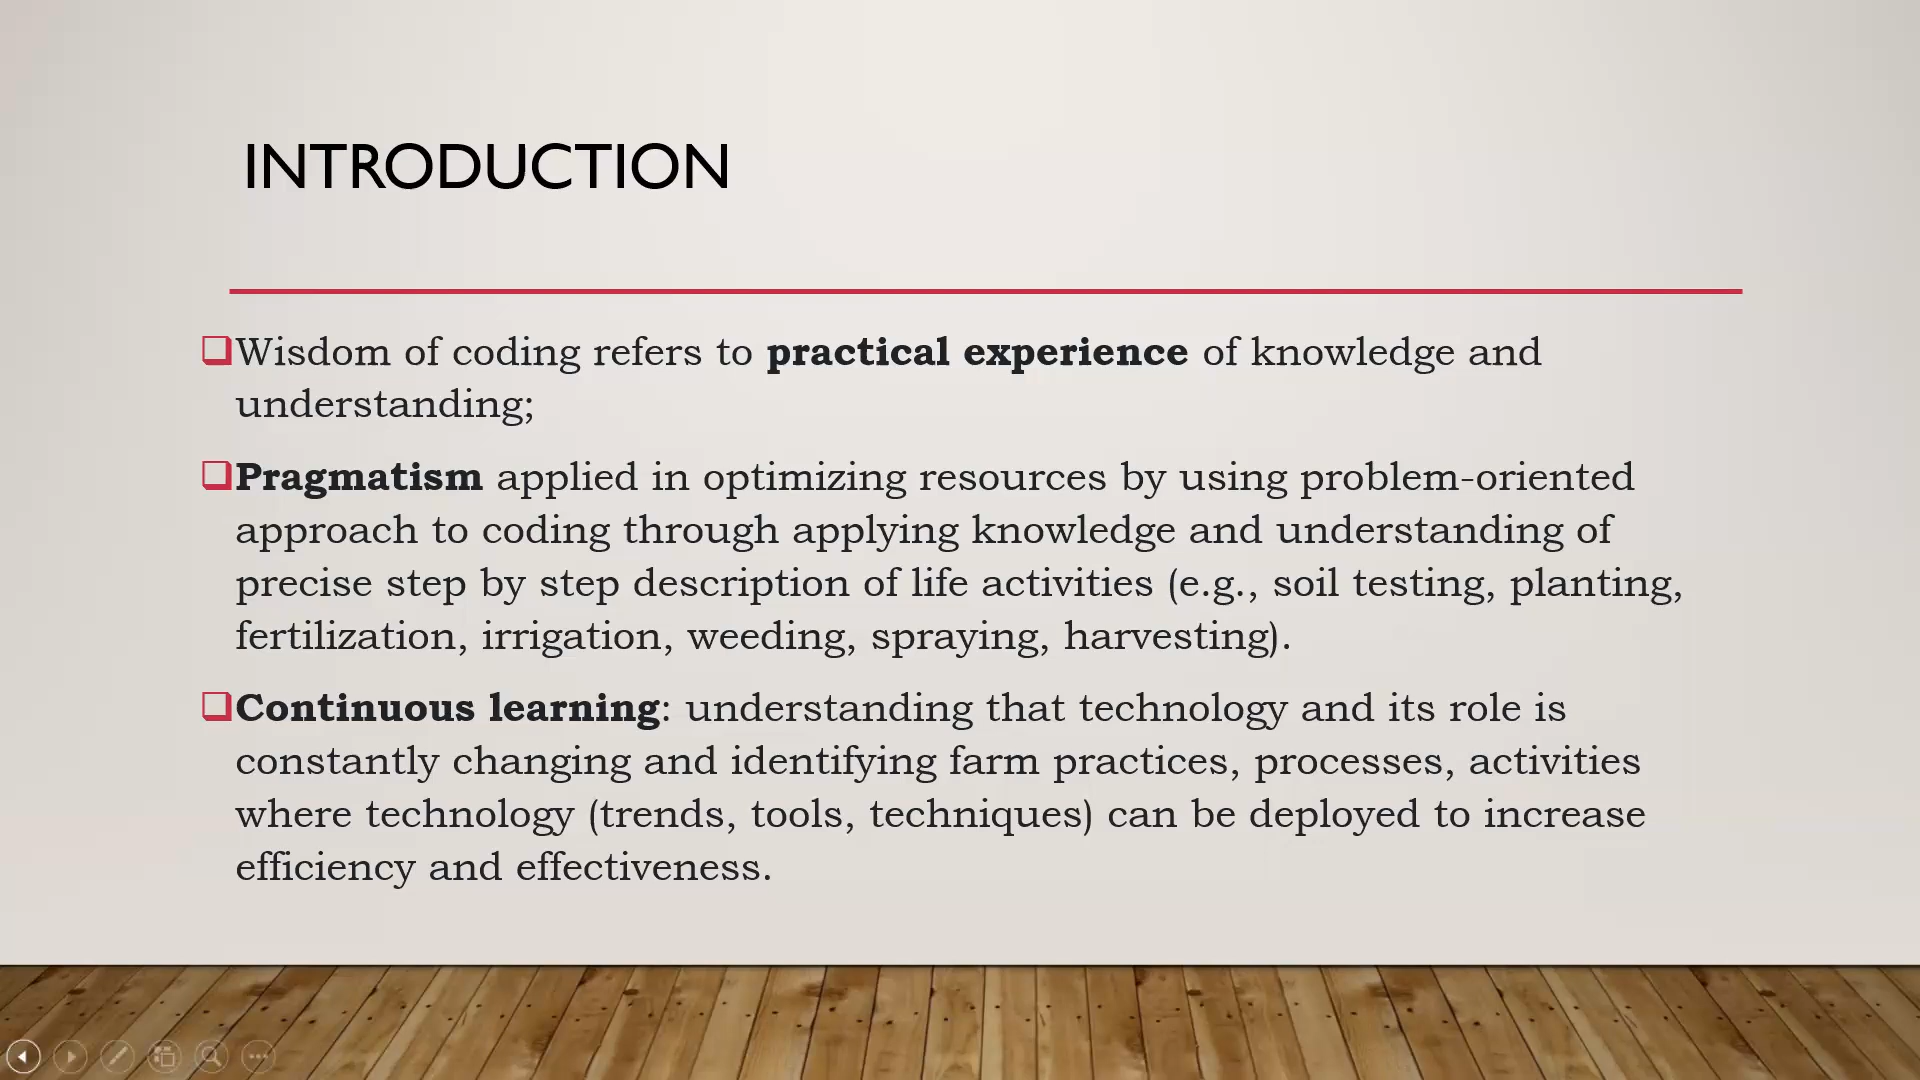 INTRODUCTION
Wisdom of coding refers to practical experience of knowledge and
understanding;
Pragmatism applied in optimizing resources by using problem-oriented
approach to coding through applying knowledge and understanding of
precise step by step description of life activities (e.g., soil testing, planting,
fertilization, irrigation, weeding, spraying, harvesting).
Continuous learning: understanding that technology and its role is
constantly changing and identifying farm practices, processes, activities
where technology (trends, tools, techniques) can be deployed to increase
efficiency and effectiveness.